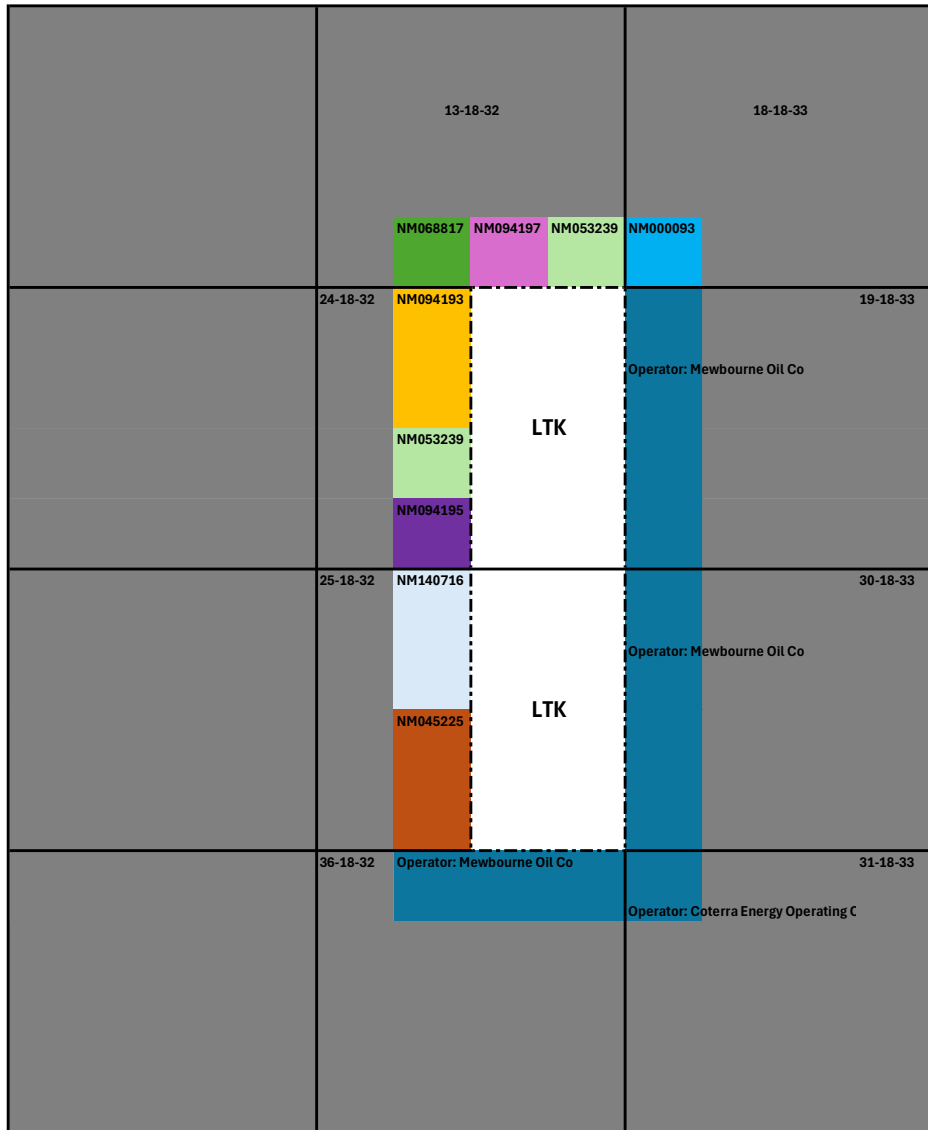 13-18-32
18-18-33
NM068817
NM094197
NM053239
NM000093
24-18-32
NM094193
19-18-33
Operator: Mewbourne Oil Co
LTK
NM053239
NM094195
25-18-32
NM140716
30-18-33
Operator: Mewbourne Oil Co
LTK
NM045225
36-18-32
Operator: Mewbourne Oil Co
31-18-33
Operator: Coterra Energy Operating C